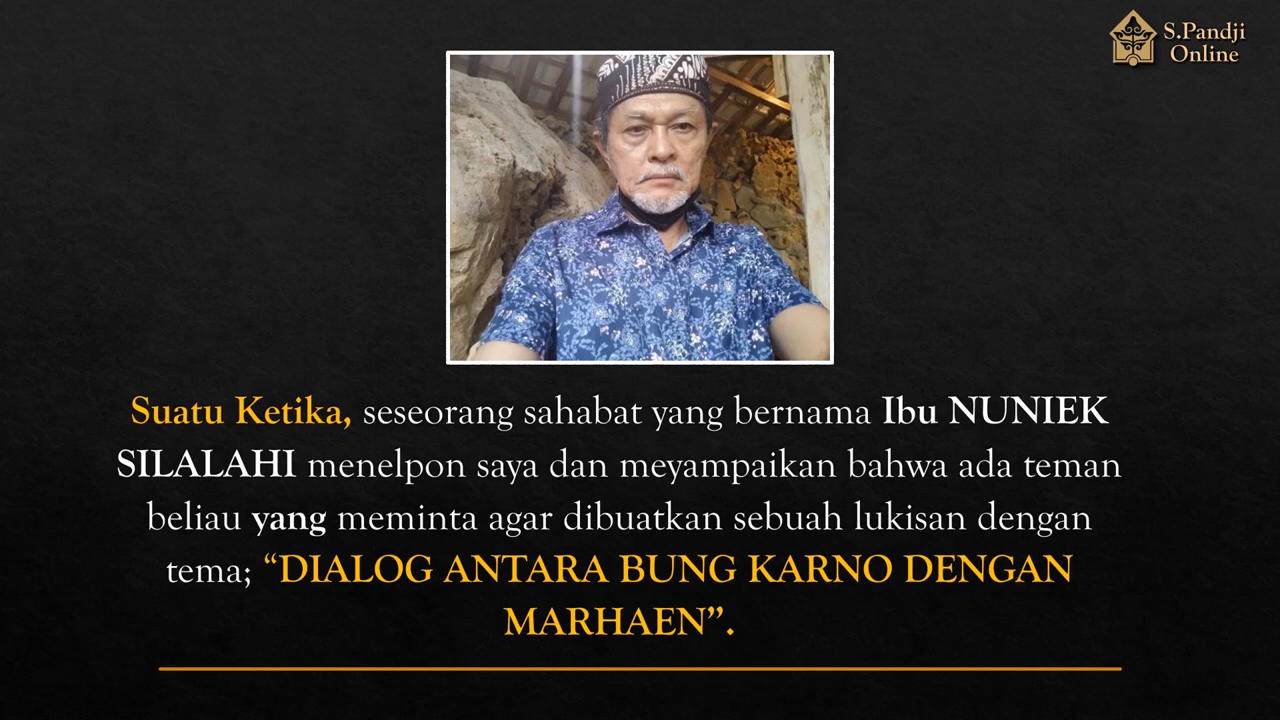 S.Pandji
Online
Suatu Ketika, seseorang sahabat yang bernama Ibu NUNIEK
SILALAHI menelpon saya dan meyampaikan bahwa ada teman
beliau yang meminta agar dibuatkan sebuah lukisan dengan
tema; “DIALOG ANTARA BUNG KARNO DENGAN
MARHAEN”.